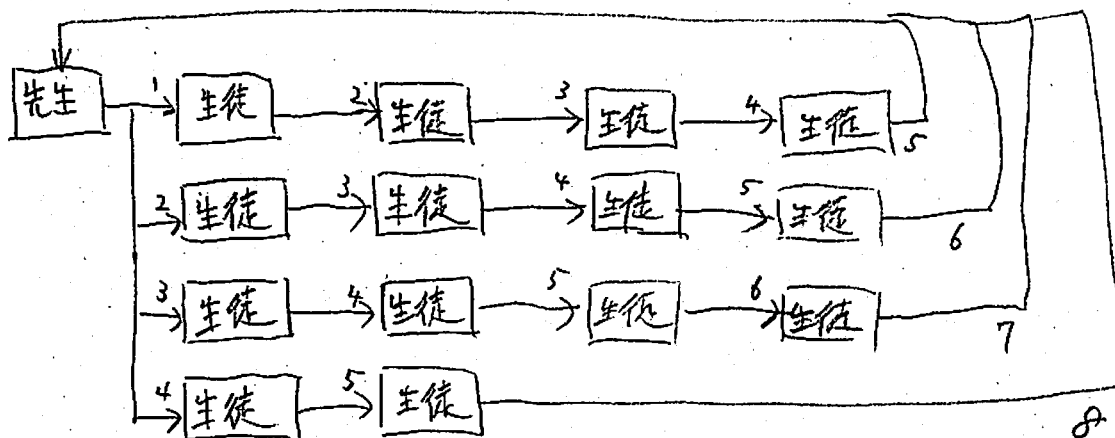 先生 1 生徒 2 生徒 3 生徒 4 生徒 5
2 生徒 3 生徒 4 生徒 5 生徒 6
3 生徒 4 生徒 5 生徒 6 生徒 7
4 生徒 5 生徒 8